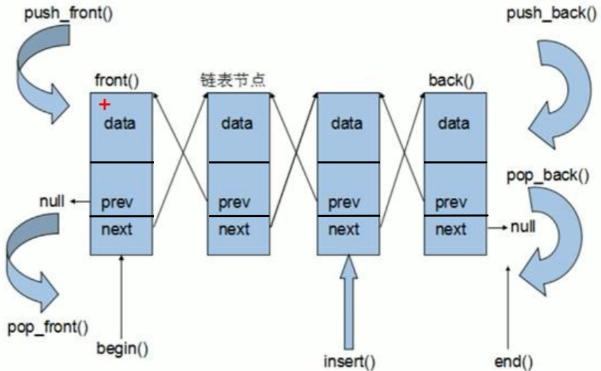 push_front()
push_back()
front()
链表节点
back()
data
data
data
data
pop_back()
null
prev
prev
prev
prev
next
next
next
next
null
pop_front()
begin()
insert()
end()